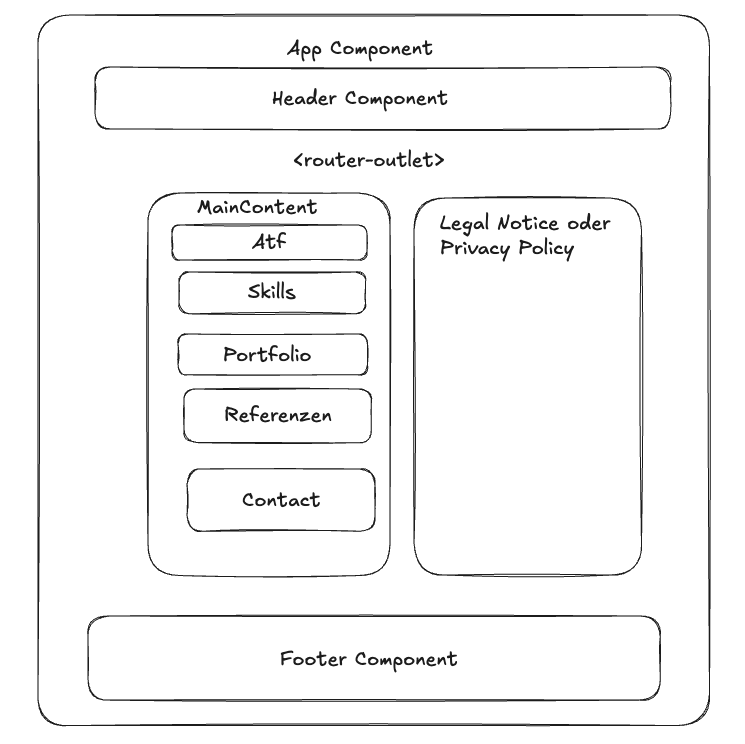 App Component
Header Component
<router-outlet>
MainContent
Atf
Skills
Portfolio
Referenzen
Contact
Legal Notice oder
Privacy Policy
Footer Component